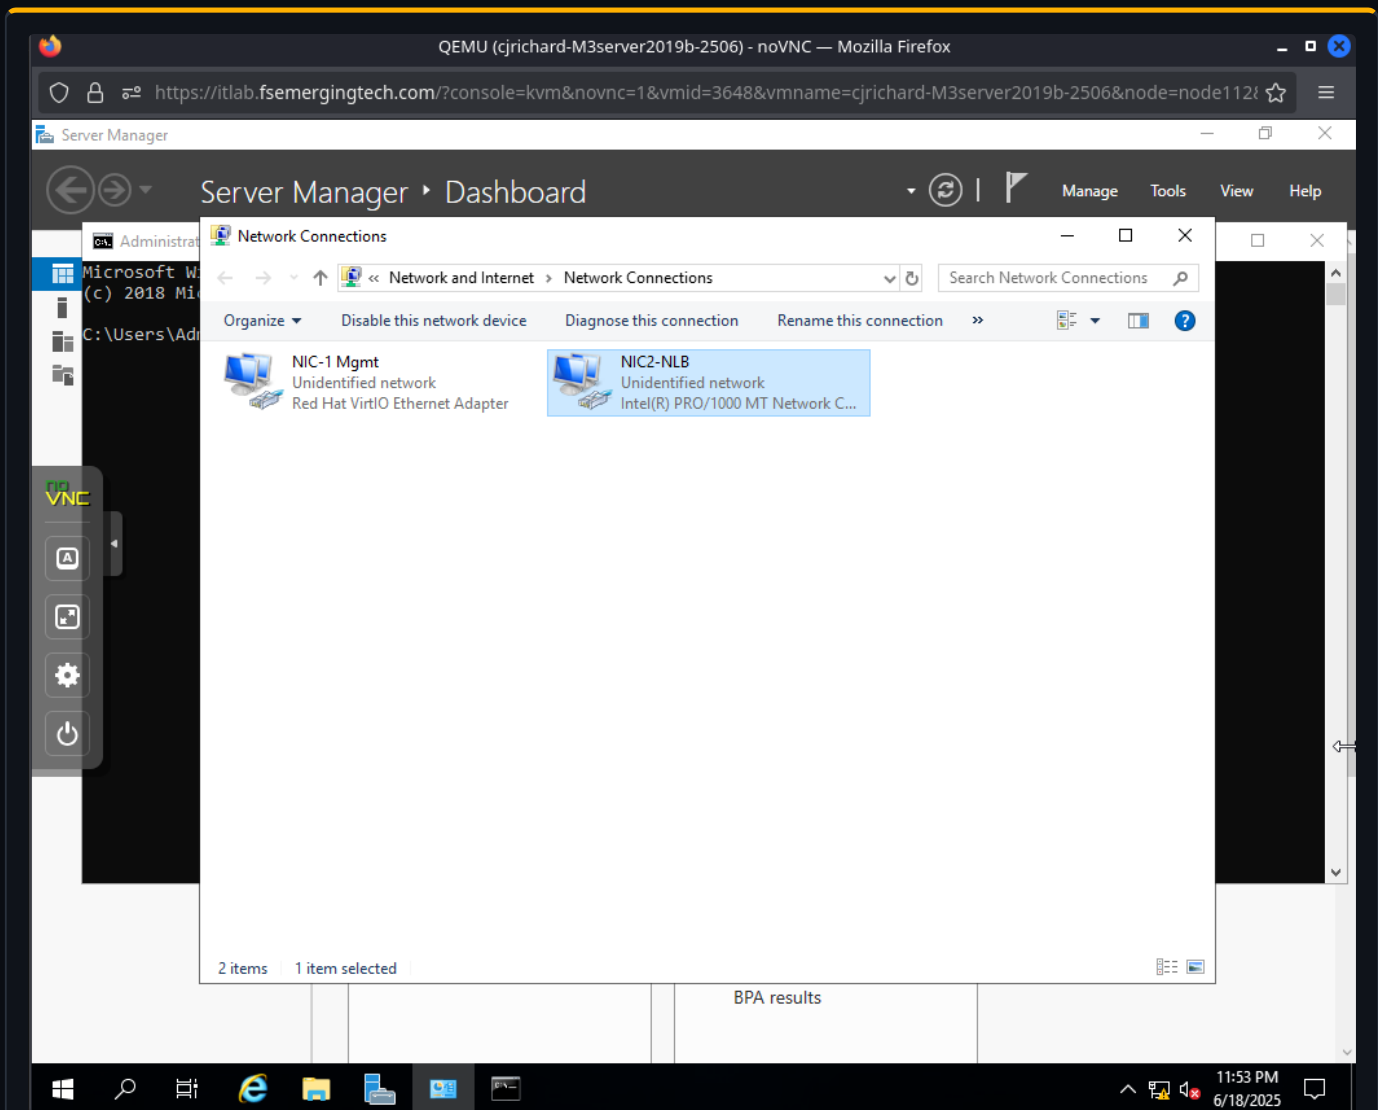 QEMU (cjrichard-M3server2019b-2506) - noVNC — Mozilla Firefox
https://itlab.fsemergingtech.com/?console=kvm&novnc=1&vmid=3648&vmname=cjrichard-M3server2019b-2506&node=node112&
Server Manager
Server Manager ‣ Dashboard
Manage Tools View Help
Administrat
Microsoft Wi
(c) 2018 Mic
C:\Users\Adm
Network Connections
« Network and Internet > Network Connections
Search Network Connections
Organize
Disable this network device
Diagnose this connection
Rename this connection
»
NIC-1 Mgmt
Unidentified network
Red Hat VirtIO Ethernet Adapter
NIC2-NLB
Unidentified network
Intel(R) PRO/1000 MT Network C...
no
VNC
A
2 items
1 item selected
BPA results
11:53 PM
6/18/2025